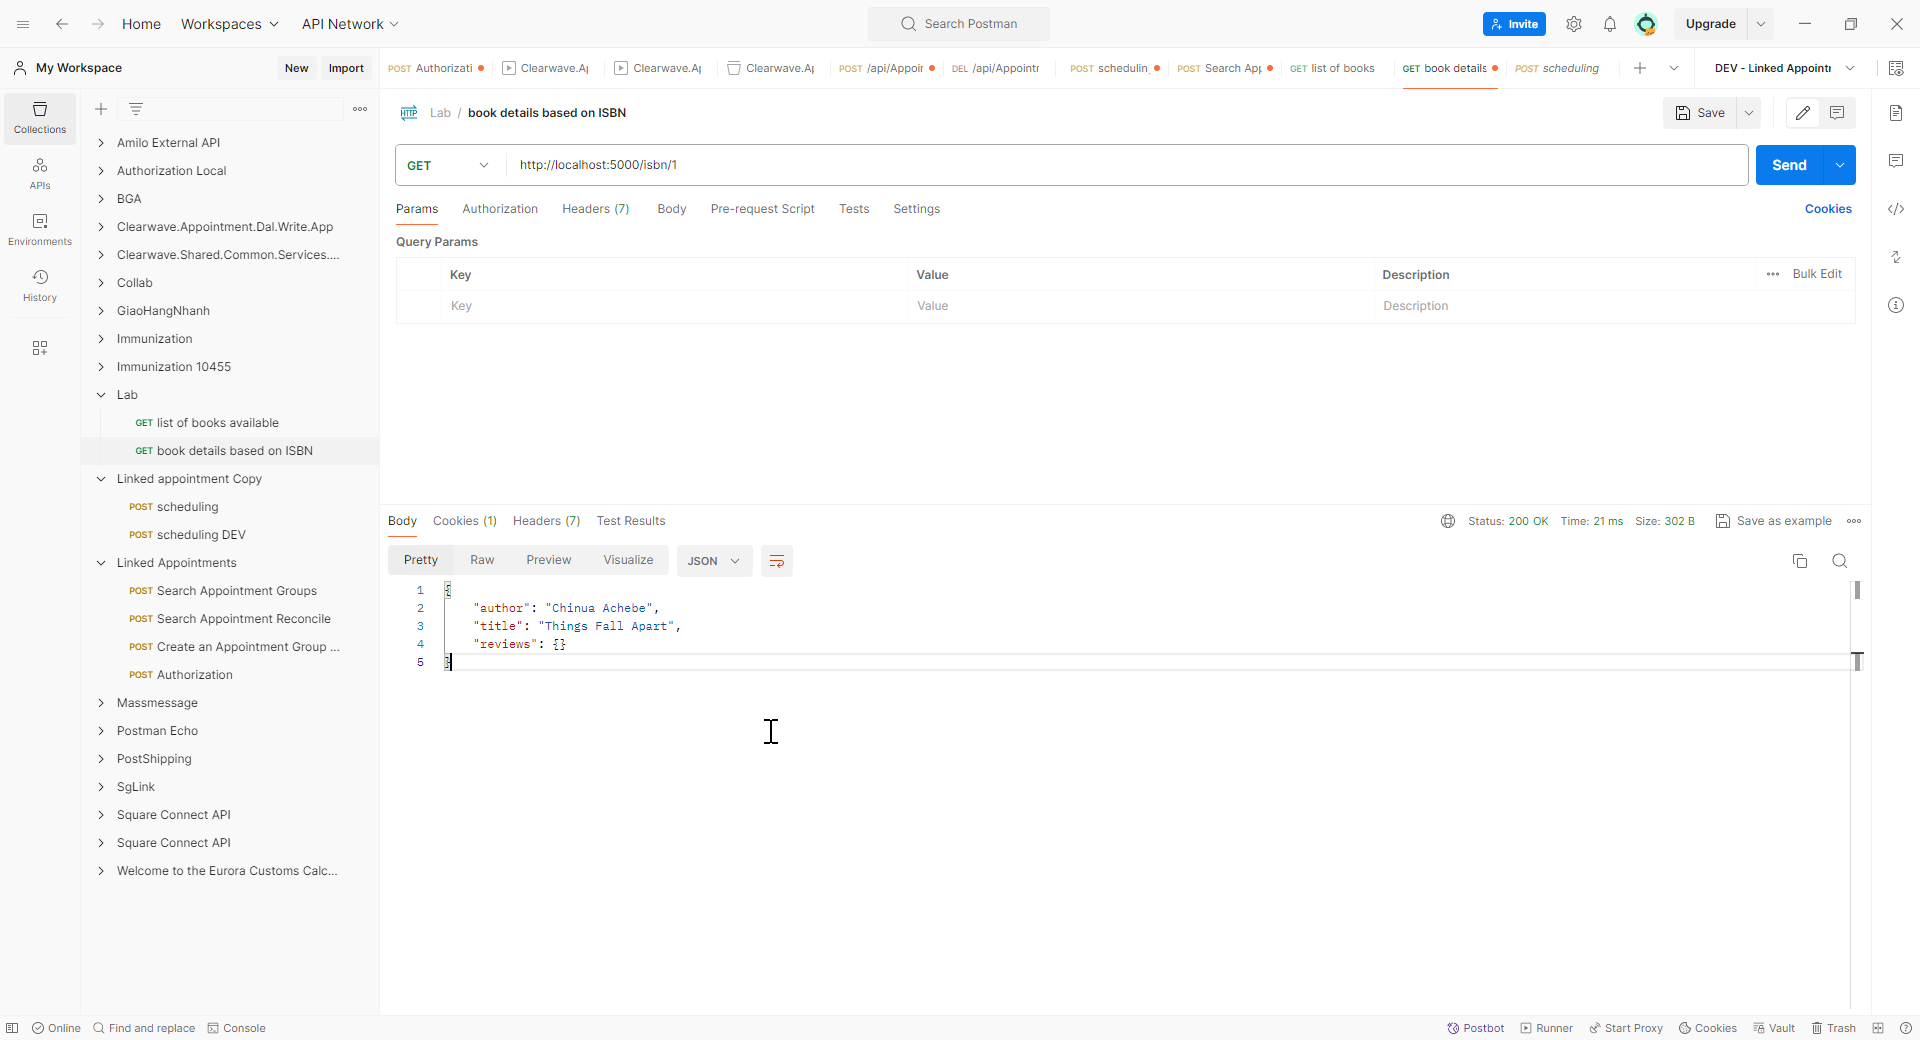 Home Workspaces API Network Search Postman Invite Upgrade
My Workspace New Import
POST Authorizati Clearwave.A Clearwave.A Clearwave.A POST /api/Appoir DEL /api/Appointr POST schedulin POST Search App GET list of books GET book details POST scheduling DEV - Linked Appointr
Collections
APIs
Environments
History
Amilo External API
Authorization Local
BGA
Clearwave.Appointment.Dal.Write.App
Clearwave.Shared.Common.Services....
Collab
GiaoHangNhanh
Immunization
Immunization 10455
Lab
GET list of books available
GET book details based on ISBN
Linked appointment Copy
POST scheduling
POST scheduling DEV
Linked Appointments
POST Search Appointment Groups
POST Search Appointment Reconcile
POST Create an Appointment Group ...
POST Authorization
Massmessage
Postman Echo
PostShipping
SgLink
Square Connect API
Square Connect API
Welcome to the Eurora Customs Calc...
HTTP Lab / book details based on ISBN Save
GET http://localhost:5000/isbn/1 Send
Params Authorization Headers (7) Body Pre-request Script Tests Settings Cookies
Query Params
Key Value Description Bulk Edit
Key Value Description
Body Cookies (1) Headers (7) Test Results Status: 200 OK Time: 21 ms Size: 302 B Save as example
Pretty Raw Preview Visualize JSON
1 {
2 "author": "Chinua Achebe",
3 "title": "Things Fall Apart",
4 "reviews": {}
5 }
Online Find and replace Console Postbot Runner Start Proxy Cookies Vault Trash